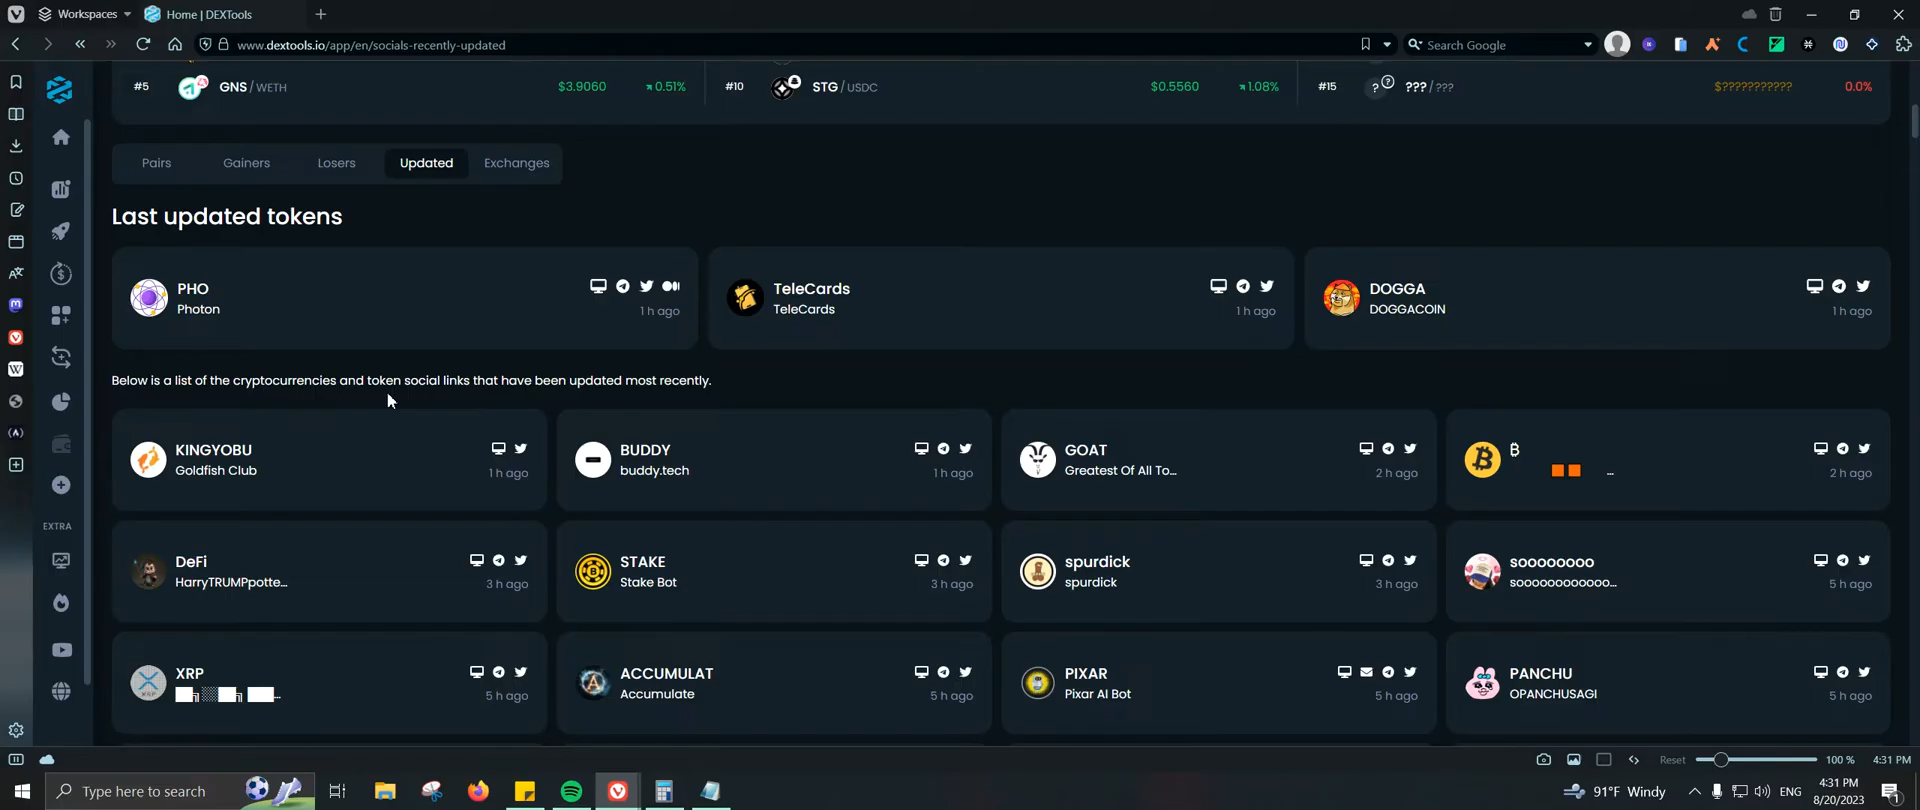 Workspaces
Home | DEXTools
www.dextools.io/app/en/socials-recently-updated
Search Google
#5 GNS / WETH $3.9060 0.51%
#10 STG / USDC $0.5560 1.08%
#15 ??? / ??? $??????????? 0.0%
Pairs Gainers Losers Updated Exchanges
Last updated tokens
PHO
Photon
1 h ago
TeleCards
TeleCards
1 h ago
DOGGA
DOGGACOIN
1 h ago
Below is a list of the cryptocurrencies and token social links that have been updated most recently.
KINGYOBU
Goldfish Club
1 h ago
BUDDY
buddy.tech
1 h ago
GOAT
Greatest Of All To...
2 h ago
₿
...
2 h ago
DeFi
HarryTRUMPpotte...
3 h ago
STAKE
Stake Bot
3 h ago
spurdick
spurdick
3 h ago
soooooooo
soooooooooooo...
5 h ago
XRP
5 h ago
ACCUMULAT
Accumulate
5 h ago
PIXAR
Pixar AI Bot
5 h ago
PANCHU
OPANCHUSAGI
5 h ago
EXTRA
Reset 100 % 4:31 PM
Type here to search
91°F Windy
ENG
4:31 PM
8/20/2023